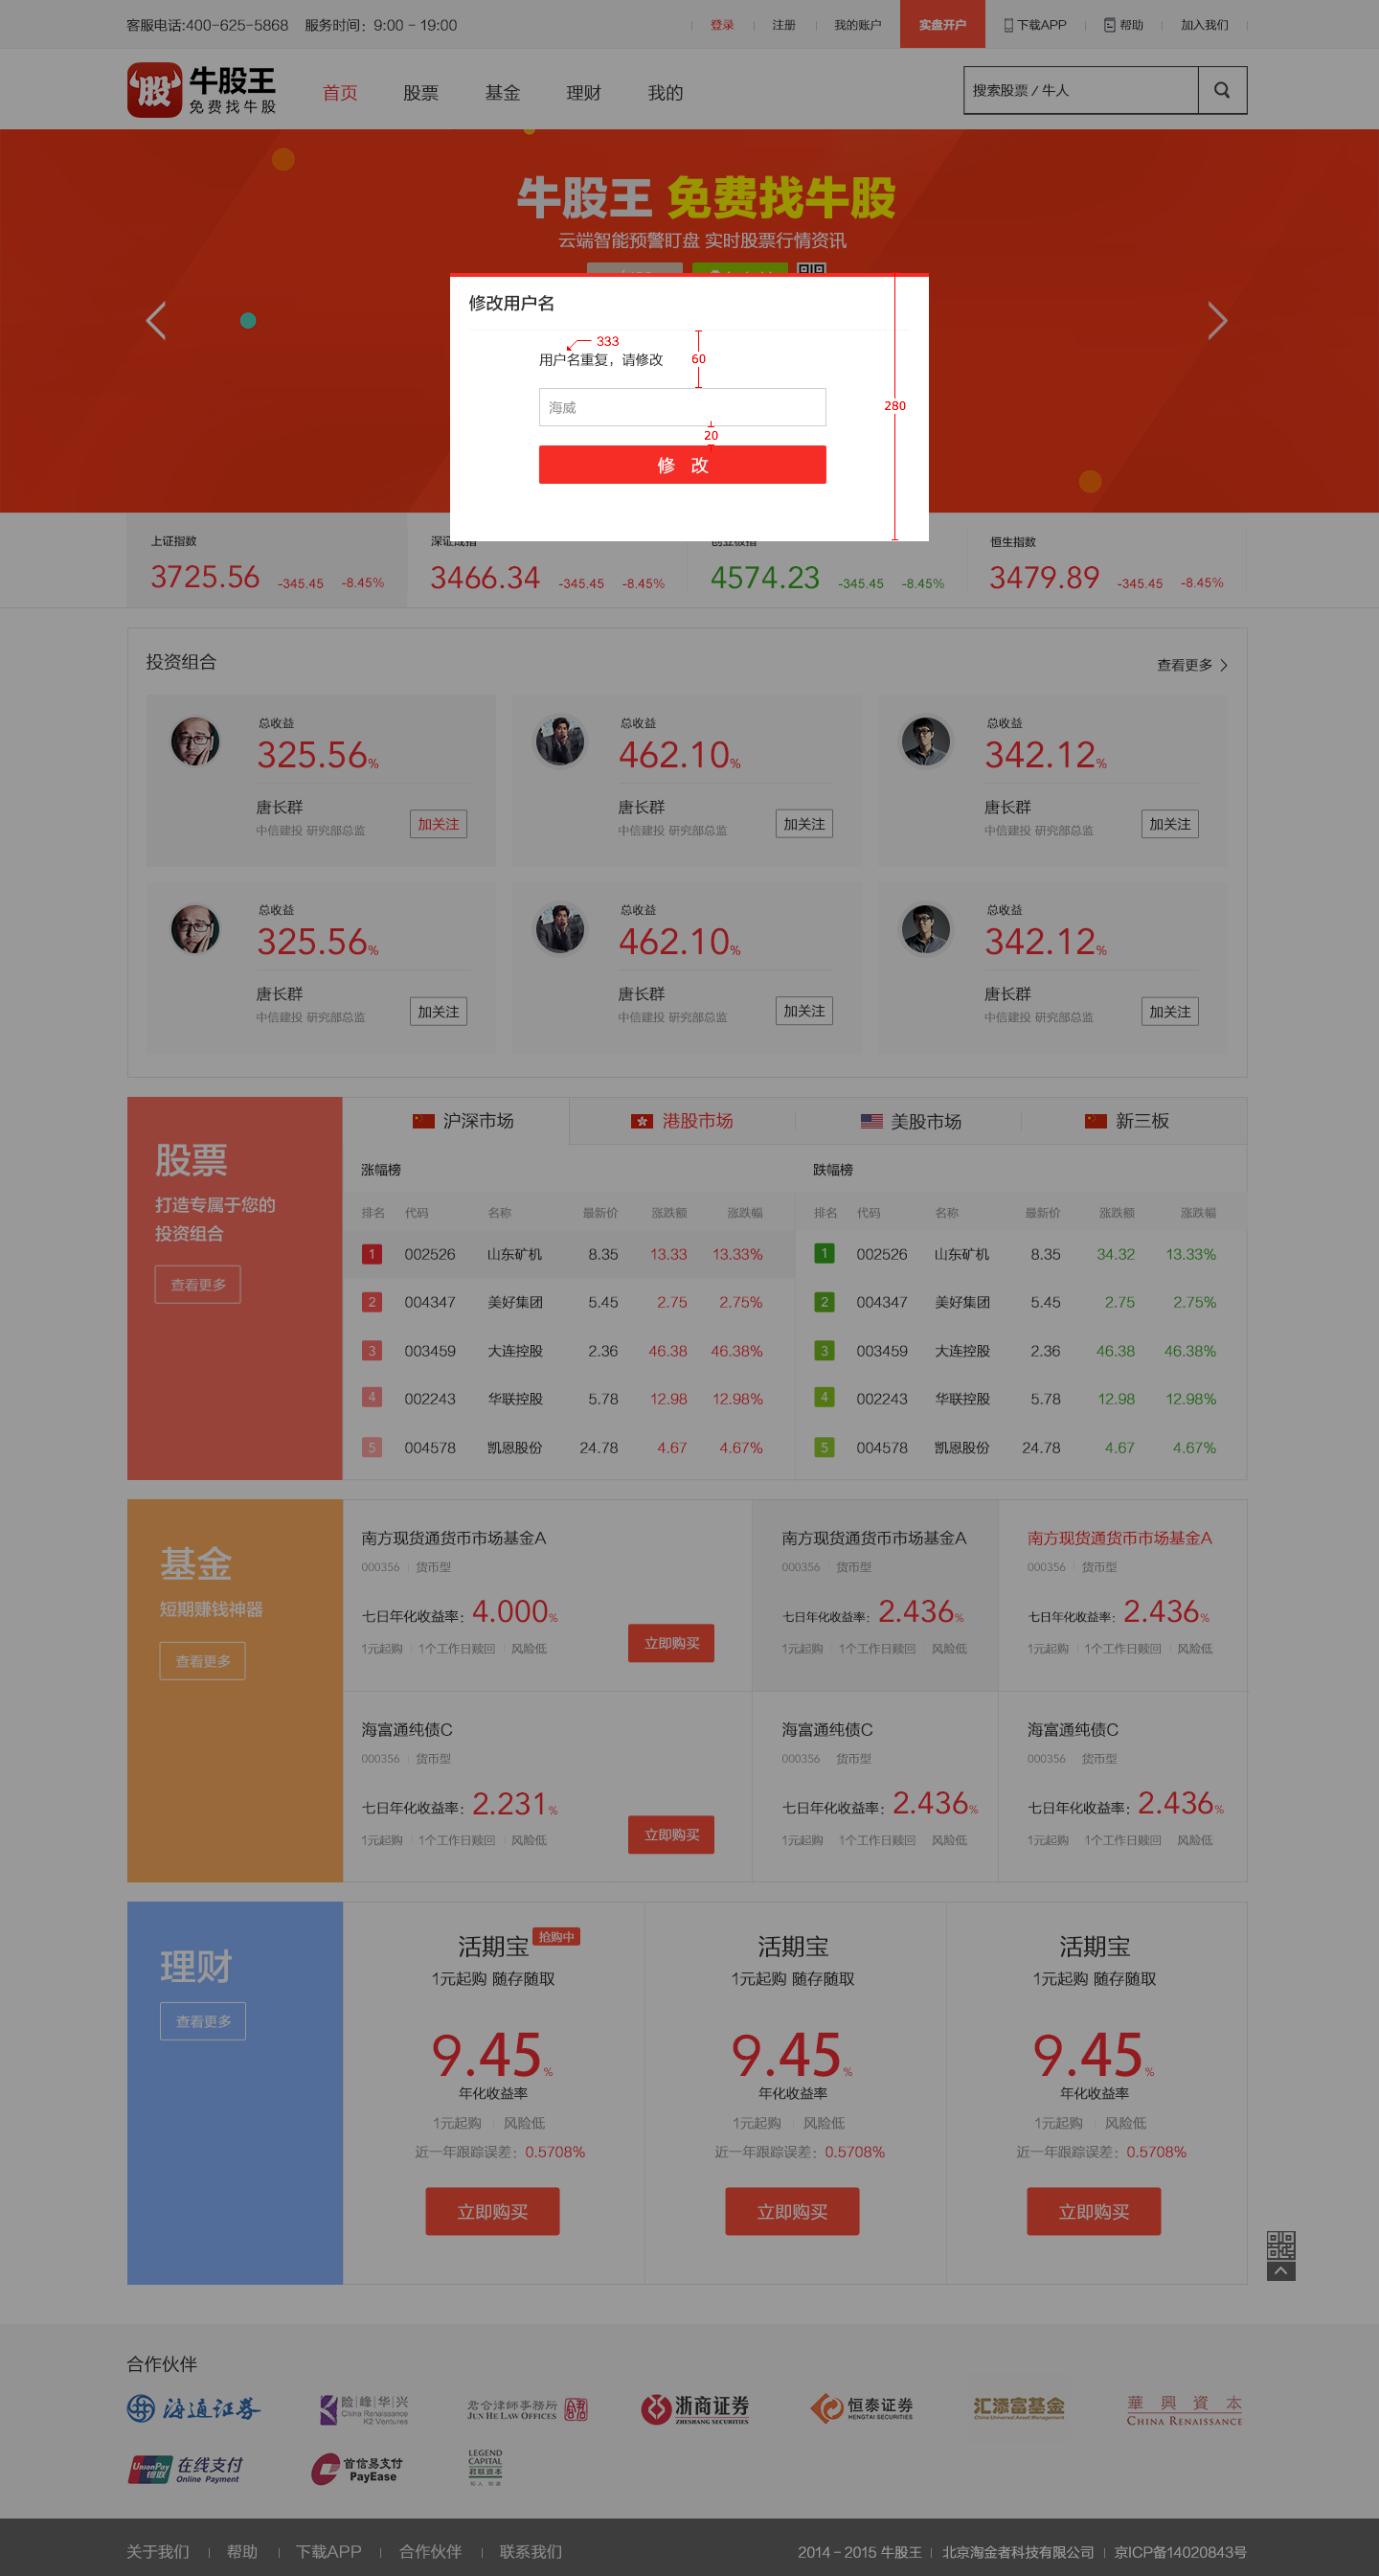 客服电话:400-625-5868 服务时间：9:00 - 19:00
登录 注册 我的账户 实盘开户 下载APP 帮助 加入我们
股 牛股王 免费找牛股
首页 股票 基金 理财 我的
搜索股票 / 牛人
牛股王 免费找牛股
云端智能预警盯盘 实时股票行情资讯
修改用户名
333
用户名重复，请修改
60
海威
280
20
修 改
上证指数 深证成指 创业板指 恒生指数
3725.56 -345.45 -8.45% 3466.34 -345.45 -8.45% 4574.23 -345.45 -8.45% 3479.89 -345.45 -8.45%
投资组合 查看更多
总收益 总收益 总收益
325.56% 462.10% 342.12%
唐长群 唐长群 唐长群
中信建投 研究部总监 加关注 中信建投 研究部总监 加关注 中信建投 研究部总监 加关注
总收益 总收益 总收益
325.56% 462.10% 342.12%
唐长群 唐长群 唐长群
中信建投 研究部总监 加关注 中信建投 研究部总监 加关注 中信建投 研究部总监 加关注
股票
打造专属于您的
投资组合
查看更多
沪深市场 港股市场 美股市场 新三板
涨幅榜 跌幅榜
排名 代码 名称 最新价 涨跌额 涨跌幅 排名 代码 名称 最新价 涨跌额 涨跌幅
1 002526 山东矿机 8.35 13.33 13.33% 1 002526 山东矿机 8.35 34.32 13.33%
2 004347 美好集团 5.45 2.75 2.75% 2 004347 美好集团 5.45 2.75 2.75%
3 003459 大连控股 2.36 46.38 46.38% 3 003459 大连控股 2.36 46.38 46.38%
4 002243 华联控股 5.78 12.98 12.98% 4 002243 华联控股 5.78 12.98 12.98%
5 004578 凯恩股份 24.78 4.67 4.67% 5 004578 凯恩股份 24.78 4.67 4.67%
基金
短期赚钱神器
查看更多
南方现货通货币市场基金A 南方现货通货币市场基金A 南方现货通货币市场基金A
000356 货币型 000356 货币型 000356 货币型
七日年化收益率：4.000% 七日年化收益率：2.436% 七日年化收益率：2.436%
1元起购 1个工作日赎回 风险低 立即购买 1元起购 1个工作日赎回 风险低 1元起购 1个工作日赎回 风险低
海富通纯债C 海富通纯债C 海富通纯债C
000356 货币型 000356 货币型 000356 货币型
七日年化收益率：2.231% 七日年化收益率：2.436% 七日年化收益率：2.436%
1元起购 1个工作日赎回 风险低 立即购买 1元起购 1个工作日赎回 风险低 1元起购 1个工作日赎回 风险低
理财
查看更多
活期宝 抢购中 活期宝 活期宝
1元起购 随存随取 1元起购 随存随取 1元起购 随存随取
9.45% 9.45% 9.45%
年化收益率 年化收益率 年化收益率
1元起购 风险低 1元起购 风险低 1元起购 风险低
近一年跟踪误差：0.5708% 近一年跟踪误差：0.5708% 近一年跟踪误差：0.5708%
立即购买 立即购买 立即购买
合作伙伴
海通证券 险峰华兴 China Renaissance K2 Ventures 君合律師事務所 JUN HE LAW OFFICES 浙商证券 ZHESHANG SECURITIES 恒泰证券 HENGTAI SECURITIES 汇添富基金 China Universal Asset Management 華興資本 CHINA RENAISSANCE
UnionPay 银联 在线支付 Online Payment 首信易支付 PayEase LEGEND CAPITAL 君联资本
关于我们 帮助 下载APP 合作伙伴 联系我们 2014 - 2015 牛股王 北京淘金者科技有限公司 京ICP备14020843号